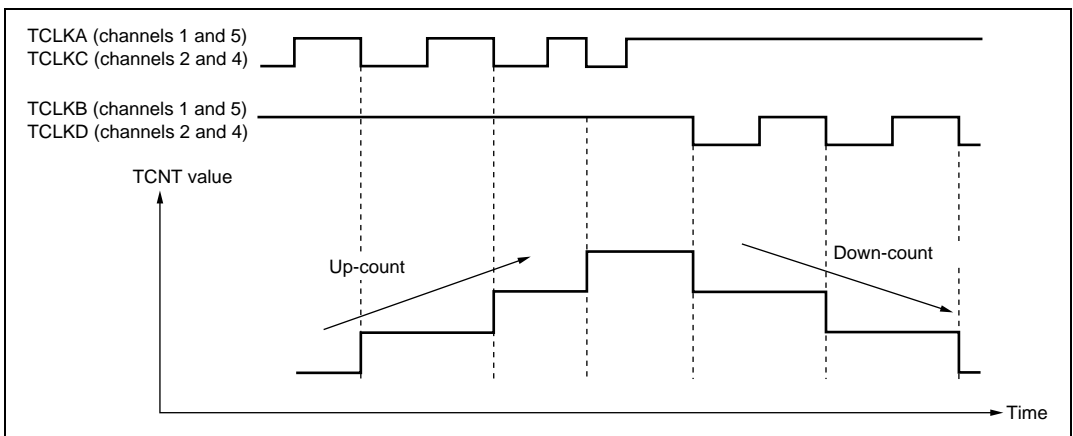 TCLKA (channels 1 and 5)
TCLKC (channels 2 and 4)
TCLKB (channels 1 and 5)
TCLKD (channels 2 and 4)
TCNT value
Up-count
Down-count
Time